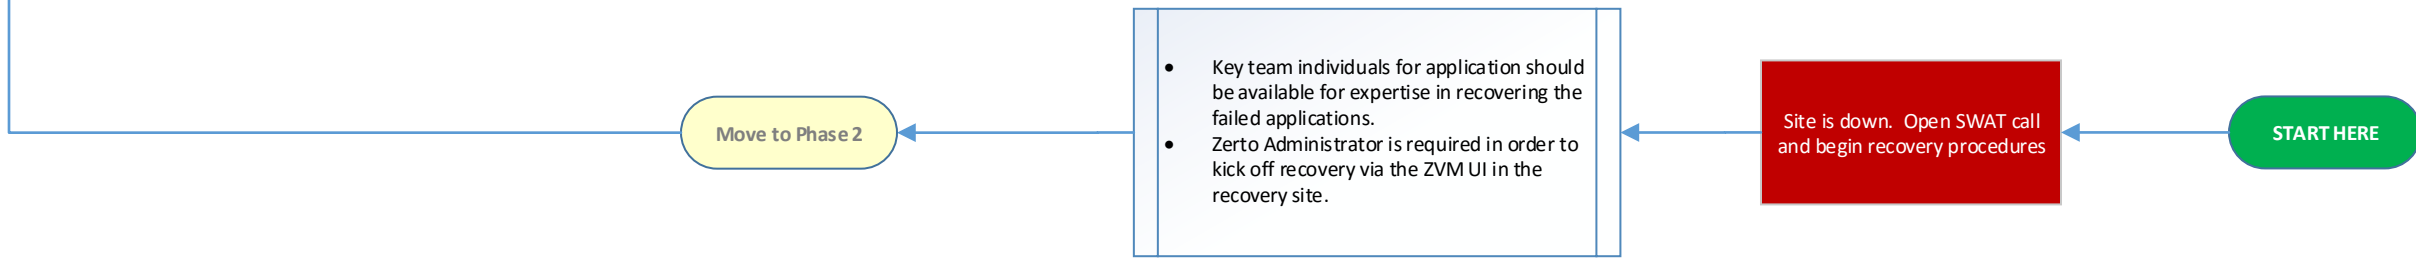 Move to Phase 2
• Key team individuals for application should
be available for expertise in recovering the
failed applications.
• Zerto Administrator is required in order to
kick off recovery via the ZVM UI in the
recovery site.
Site is down.  Open SWAT call
and begin recovery procedures
START HERE